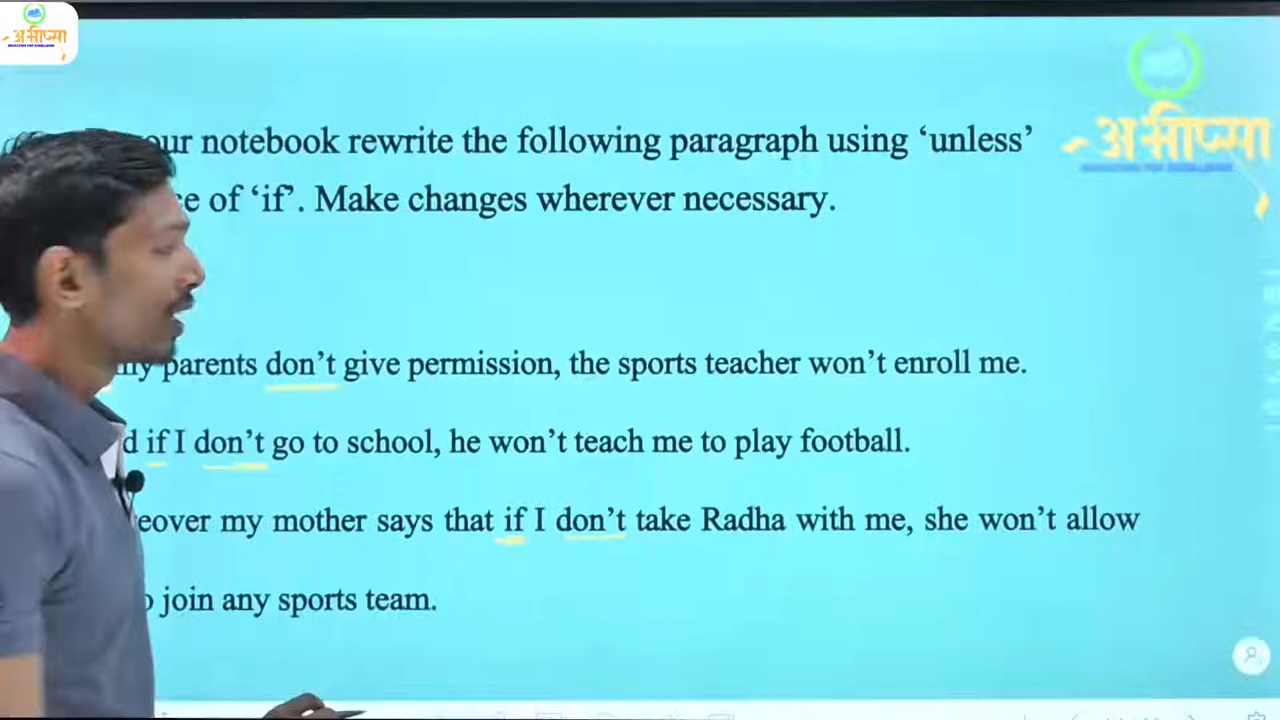 अभीप्सा
our notebook rewrite the following paragraph using ‘unless’
अभीप्सा
of ‘if’. Make changes wherever necessary.
my parents don’t give permission, the sports teacher won’t enroll me.
if I don’t go to school, he won’t teach me to play football.
my mother says that if I don’t take Radha with me, she won’t allow
join any sports team.